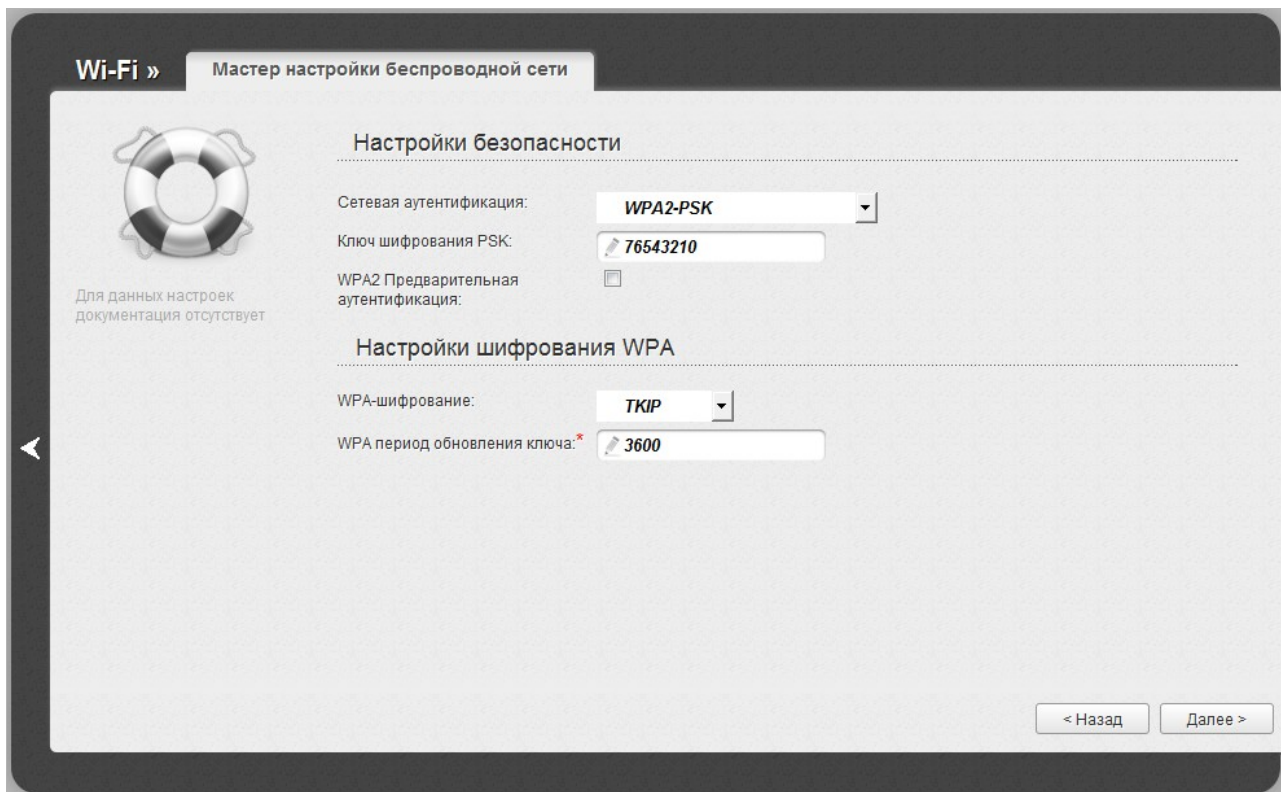 Wi-Fi »
Мастер настройки беспроводной сети
Настройки безопасности
Сетевая аутентификация:
WPA2-PSK
Ключ шифрования PSK:
76543210
WPA2 Предварительная
аутентификация:
Для данных настроек
документация отсутствует
Настройки шифрования WPA
WPA-шифрование:
TKIP
WPA период обновления ключа:*
3600
< Назад
Далее >